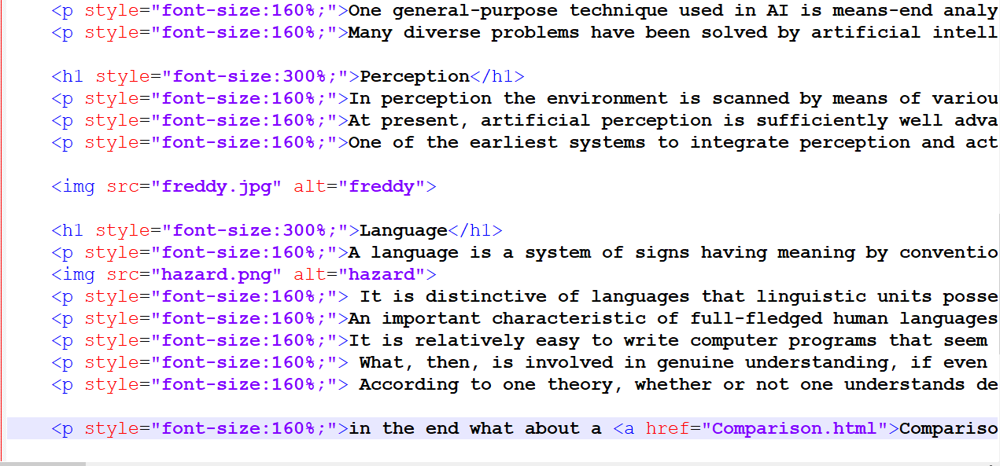 <p style="font-size:160%;">One general-purpose technique used in AI is means-end analy
<p style="font-size:160%;">Many diverse problems have been solved by artificial intell
<h1 style="font-size:300%;">Perception</h1>
<p style="font-size:160%;">In perception the environment is scanned by means of variou
<p style="font-size:160%;">At present, artificial perception is sufficiently well adva
<p style="font-size:160%;">One of the earliest systems to integrate perception and act
<img src="freddy.jpg" alt="freddy">
<h1 style="font-size:300%;">Language</h1>
<p style="font-size:160%;">A language is a system of signs having meaning by conventio
<img src="hazard.png" alt="hazard">
<p style="font-size:160%;"> It is distinctive of languages that linguistic units posse
<p style="font-size:160%;">An important characteristic of full-fledged human languages
<p style="font-size:160%;">It is relatively easy to write computer programs that seem
<p style="font-size:160%;"> What, then, is involved in genuine understanding, if even
<p style="font-size:160%;"> According to one theory, whether or not one understands de
<p style="font-size:160%;">in the end what about a <a href="Comparison.html">Compariso